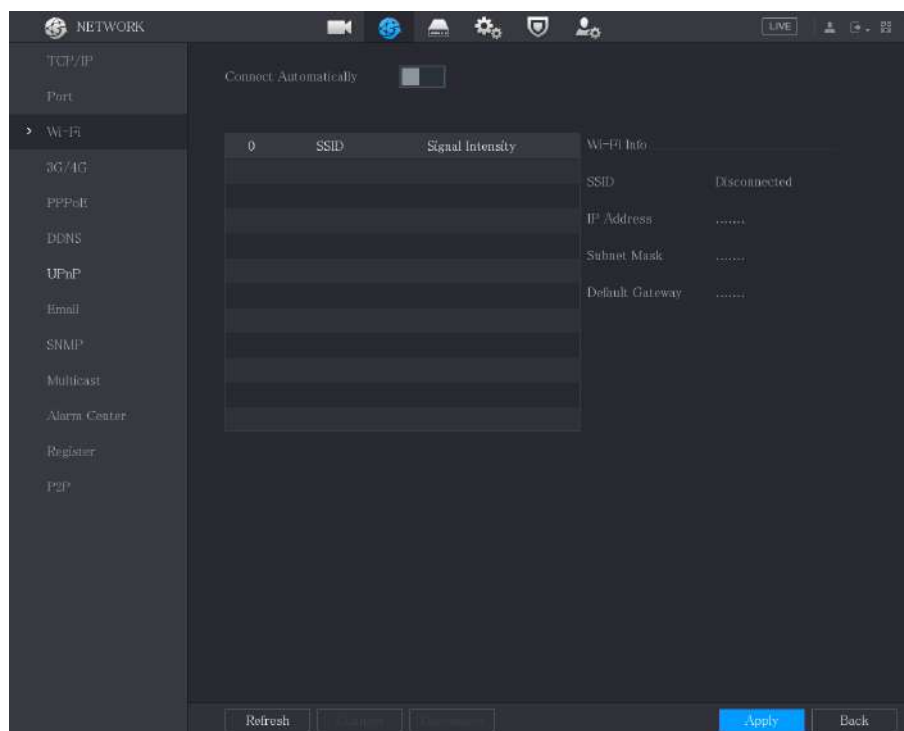 NETWORK
LIVE
TCP/IP
Port
Wi-Fi
3G/4G
PPPoE
DDNS
UPnP
Email
SNMP
Multicast
Alarm Center
Register
P2P
Connect Automatically
0 SSID Signal Intensity
Wi-Fi Info
SSID Disconnected
IP Address .......
Subnet Mask .......
Default Gateway .......
Refresh
Apply Back